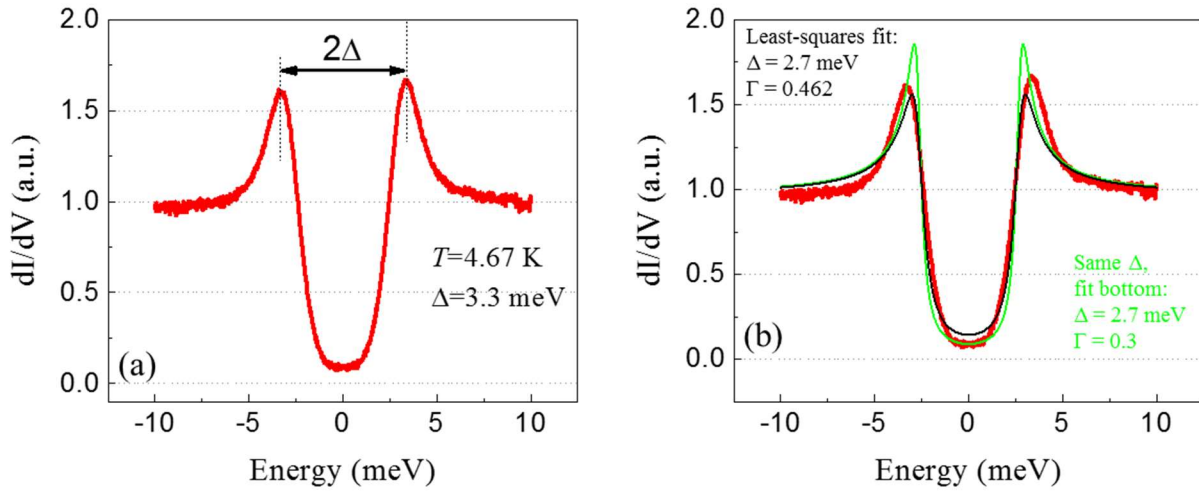 2.0
1.5
1.0
0.5
0.0
dI/dV (a.u.)
2Δ
T=4.67 K
Δ=3.3 meV
(a)
-10 -5 0 5 10
Energy (meV)
2.0
1.5
1.0
0.5
0.0
dI/dV (a.u.)
Least-squares fit:
Δ = 2.7 meV
Γ = 0.462
Same Δ,
fit bottom:
Δ = 2.7 meV
Γ = 0.3
(b)
-10 -5 0 5 10
Energy (meV)